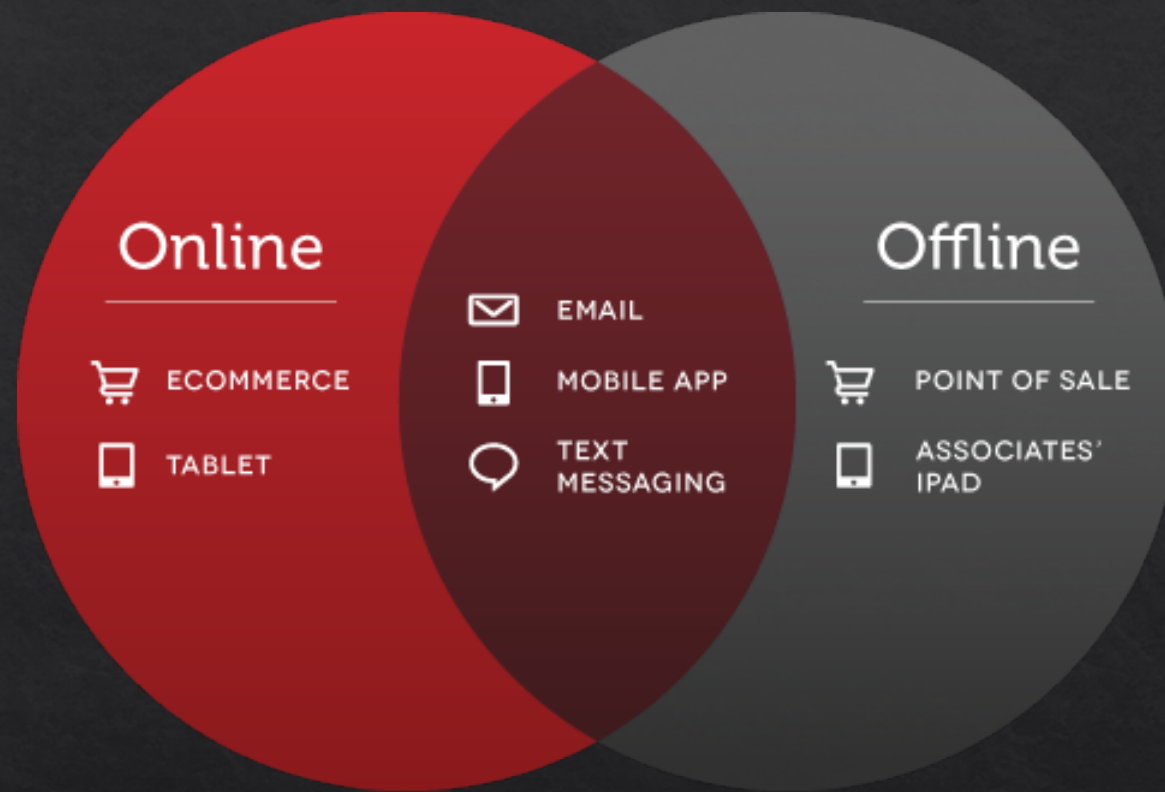 Online
ECOMMERCE
TABLET
EMAIL
MOBILE APP
TEXT
MESSAGING
Offline
POINT OF SALE
ASSOCIATES'
IPAD